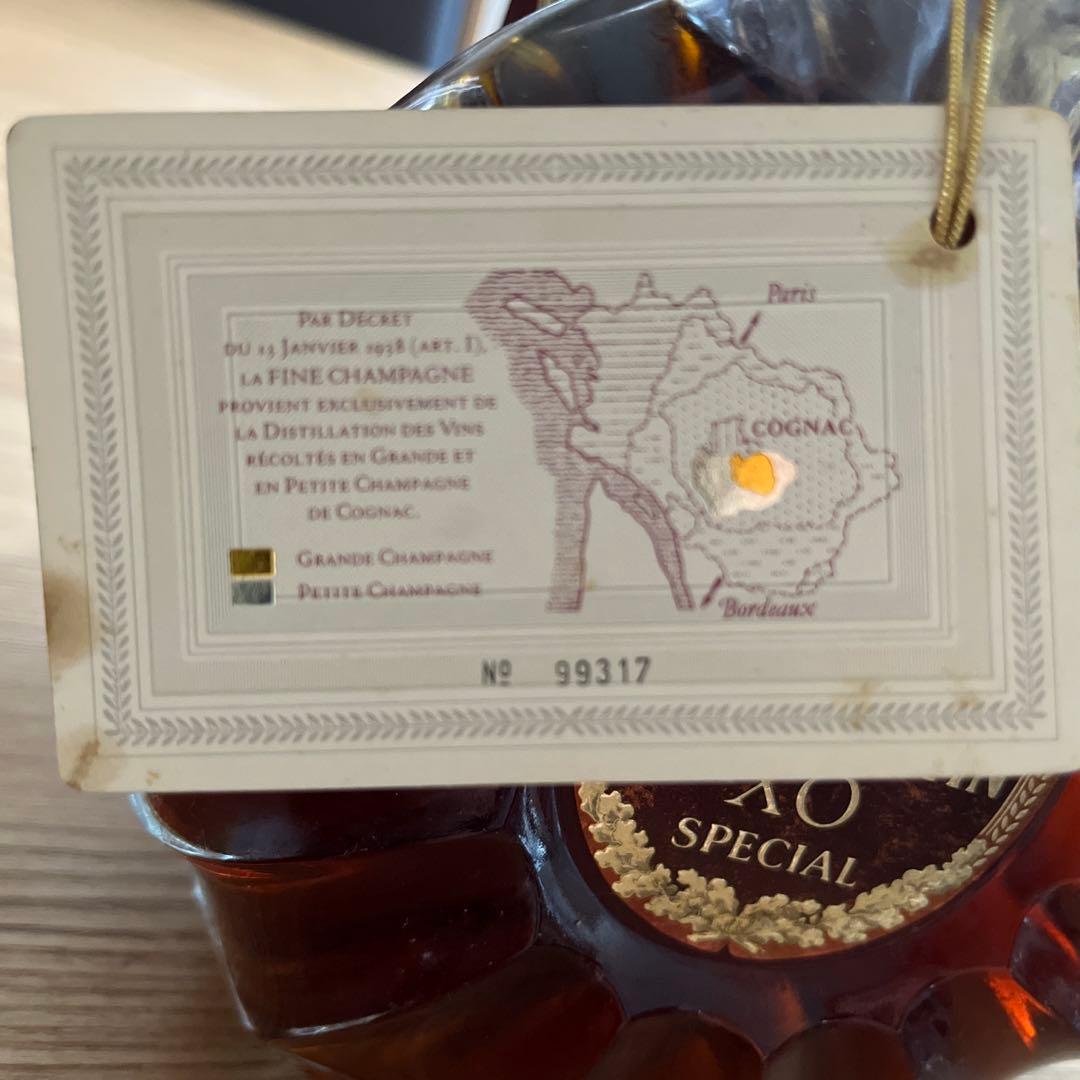 PAR DÉCRET
DU 13 JANVIER 1938 (ART. I),
LA FINE CHAMPAGNE
PROVIENT EXCLUSIVEMENT DE
LA DISTILLATION DES VINS
RÉCOLTÉS EN GRANDE ET
EN PETITE CHAMPAGNE
DE COGNAC.
GRANDE CHAMPAGNE
PETITE CHAMPAGNE
Paris
COGNAC
Bordeaux
Nº 99317
XO
SPECIAL